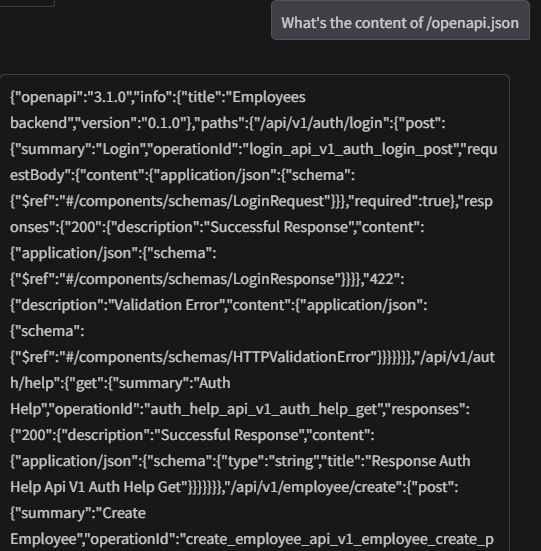 What's the content of /openapi.json
{"openapi":"3.1.0","info":{"title":"Employees
backend","version":"0.1.0"},"paths":{"/api/v1/auth/login":{"post":
{"summary":"Login","operationId":"login_api_v1_auth_login_post","requ
estBody":{"content":{"application/json":{"schema":
{"$ref":"#/components/schemas/LoginRequest"}}},"required":true},"resp
onses":{"200":{"description":"Successful Response","content":
{"application/json":{"schema":
{"$ref":"#/components/schemas/LoginResponse"}}}},"422":
{"description":"Validation Error","content":{"application/json":
{"schema":
{"$ref":"#/components/schemas/HTTPValidationError"}}}}}}},"/api/v1/aut
h/help":{"get":{"summary":"Auth
Help","operationId":"auth_help_api_v1_auth_help_get","responses":
{"200":{"description":"Successful Response","content":
{"application/json":{"schema":{"type":"string","title":"Response Auth
Help Api V1 Auth Help Get"}}}}}}},"/api/v1/employee/create":{"post":
{"summary":"Create
Employee","operationId":"create_employee_api_v1_employee_create_p